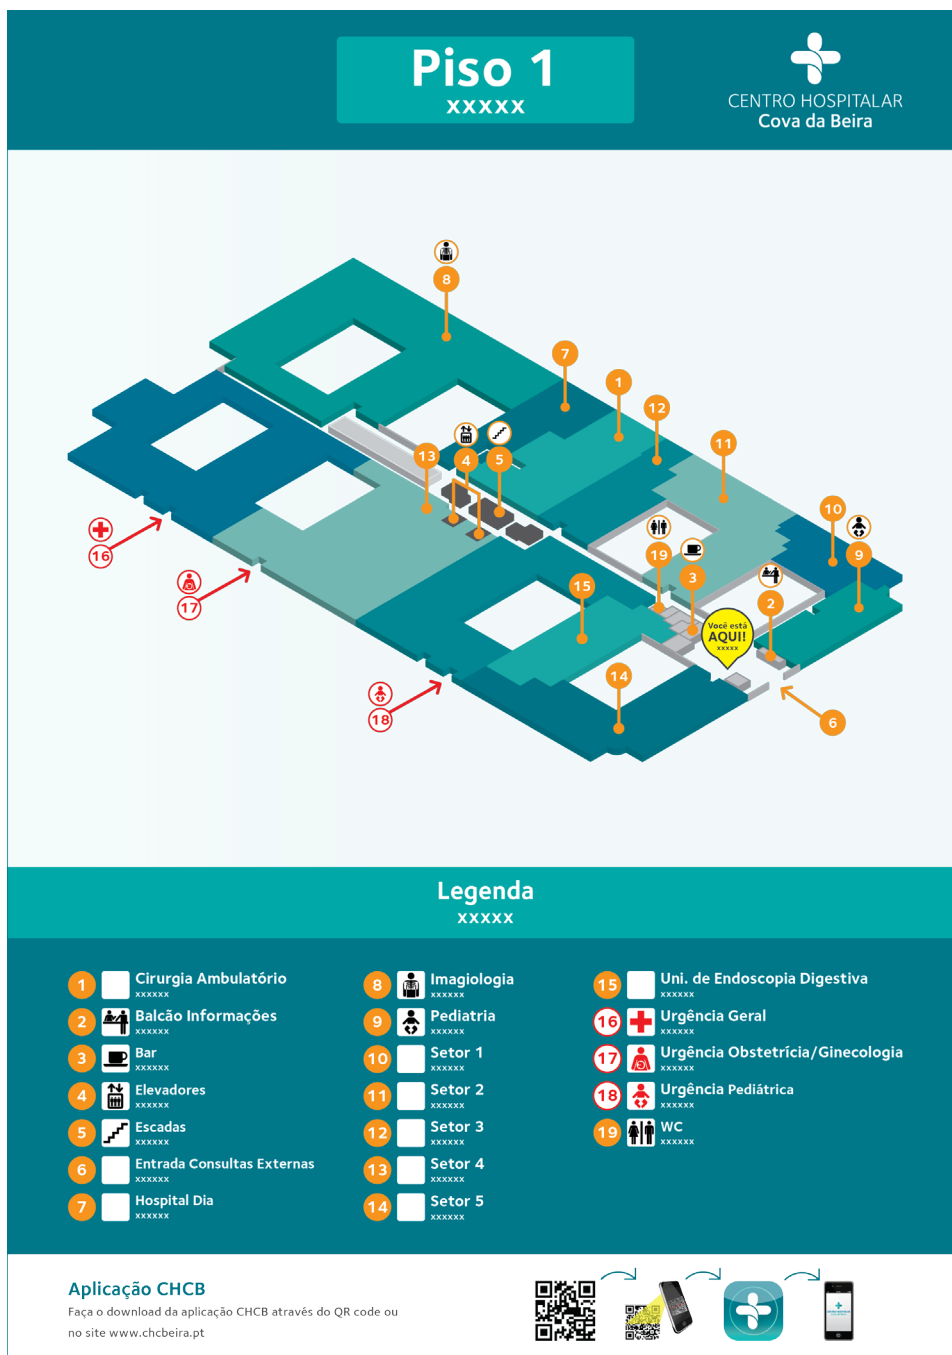 Piso 1
xxxxx
CENTRO HOSPITALAR
Cova da Beira
8
7
1
12
11
13
4
5
10
9
19
3
2
15
16
17
Você está
AQUI!
xxxxx
14
18
6
Legenda
xxxxx
1 Cirurgia Ambulatório
xxxxxx
2 Balcão Informações
xxxxxx
3 Bar
xxxxxx
4 Elevadores
xxxxxx
5 Escadas
xxxxxx
6 Entrada Consultas Externas
xxxxxx
7 Hospital Dia
xxxxxx
8 Imagiologia
xxxxxx
9 Pediatria
xxxxxx
10 Setor 1
xxxxxx
11 Setor 2
xxxxxx
12 Setor 3
xxxxxx
13 Setor 4
xxxxxx
14 Setor 5
xxxxxx
15 Uni. de Endoscopia Digestiva
xxxxxx
16 Urgência Geral
xxxxxx
17 Urgência Obstetrícia/Ginecologia
xxxxxx
18 Urgência Pediátrica
xxxxxx
19 WC
xxxxxx
Aplicação CHCB
Faça o download da aplicação CHCB através do QR code ou
no site www.chcbeira.pt